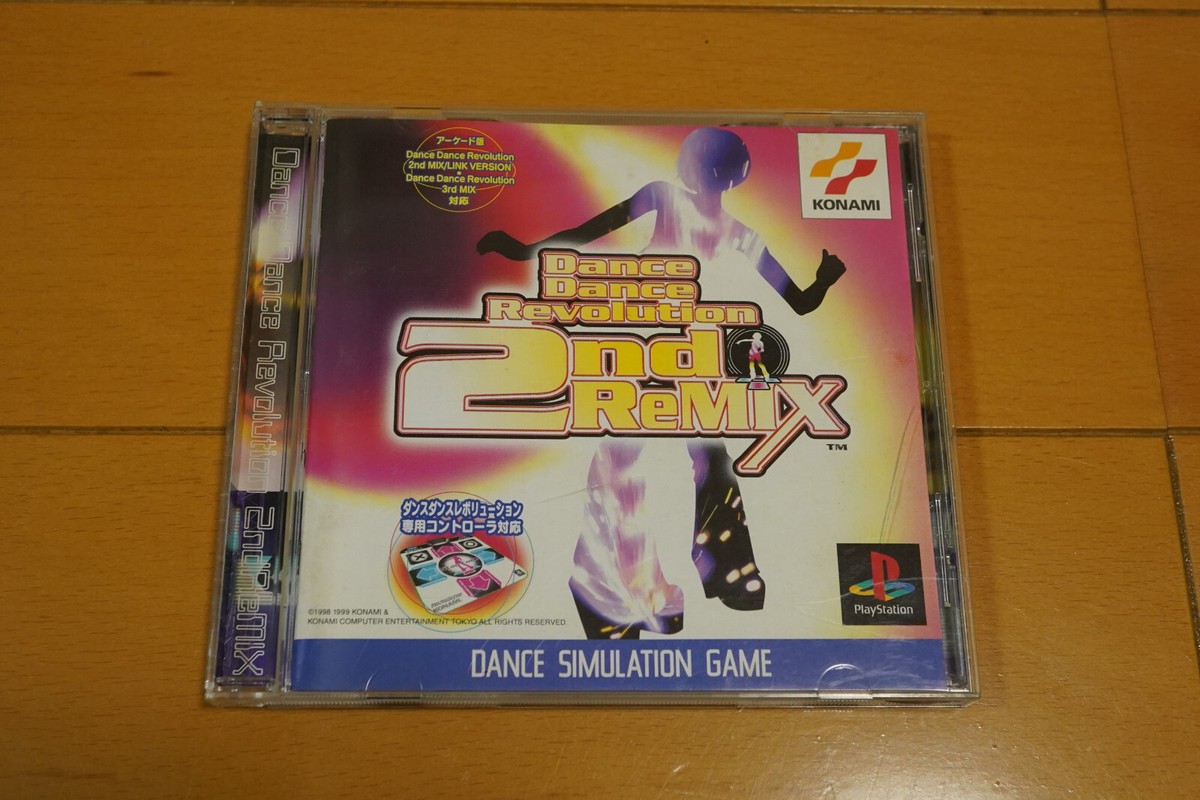 アーケード版
Dance Dance Revolution
2nd MIX/LINK VERSION
Dance Dance Revolution
3rd MIX
対応
KONAMI
Dance
Dance
Revolution
2nd
ReMIX
TM
ダンスダンスレボリューション
専用コントローラ対応
KONAMI
©1998 1999 KONAMI &
KONAMI COMPUTER ENTERTAINMENT TOKYO ALL RIGHTS RESERVED.
PlayStation
DANCE SIMULATION GAME
Dance Dance Revolution 2ndReMIX